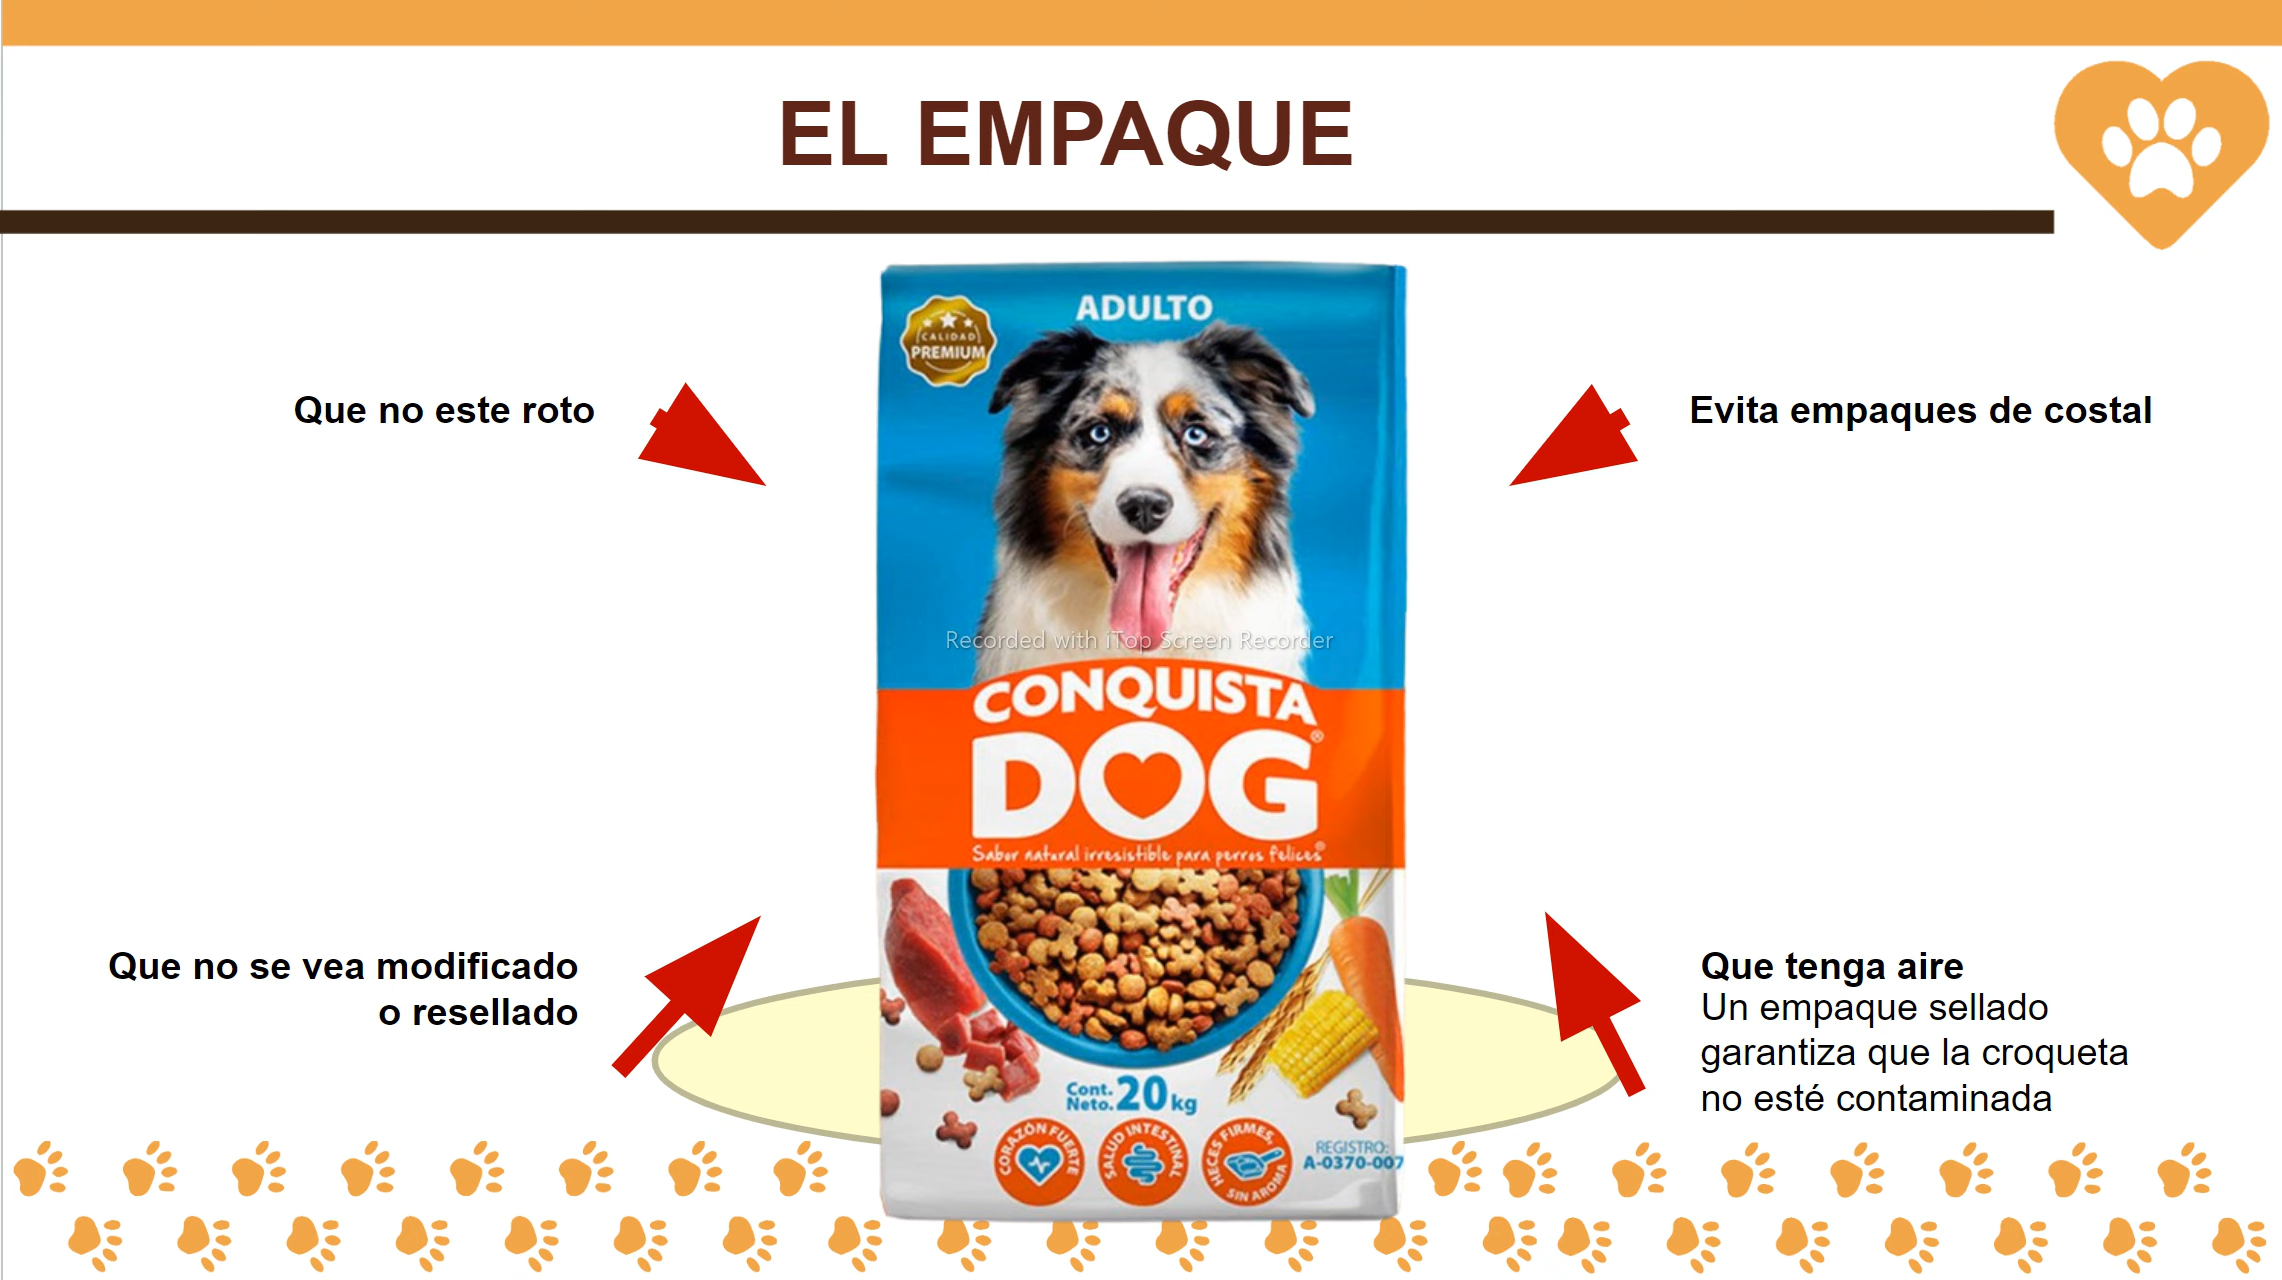 EL EMPAQUE
Que no este roto
Evita empaques de costal
ADULTO
CALIDAD
PREMIUM
Recorded with iTop Screen Recorder
CONQUISTA
DOG®
Sabor natural irresistible para perros felices®
Que no se vea modificado
o resellado
Que tenga aire
Un empaque sellado
garantiza que la croqueta
no esté contaminada
Cont.
Neto. 20 kg
CORAZÓN FUERTE
SALUD INTESTINAL
HECES FIRMES,
SIN AROMA
REGISTRO:
A-0370-007